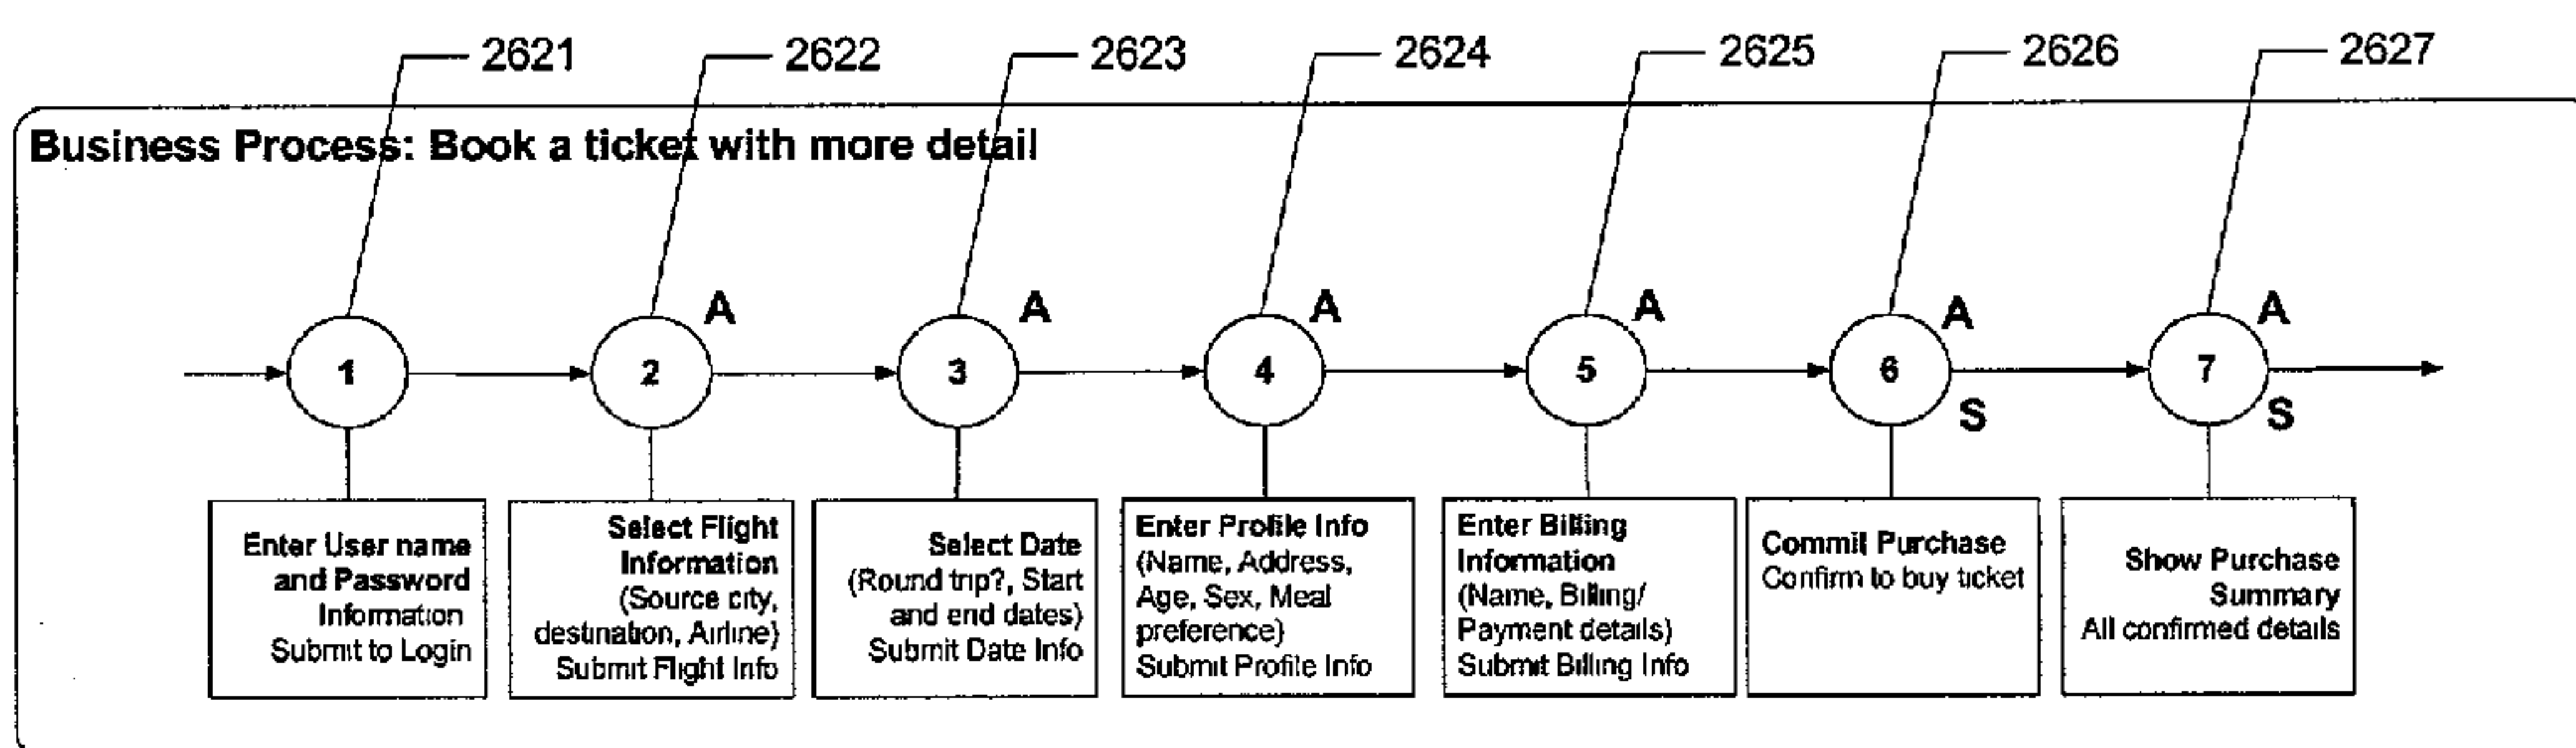 2621
2622
2623
2624
2625
2626
2627
Business Process: Book a ticket with more detail
A
A
A
A
A
A
1
2
3
4
5
6
7
S
S
Enter User name
and Password
Information
Submit to Login
Select Flight
Information
(Source city,
destination, Airline)
Submit Flight Info
Select Date
(Round trip?, Start
and end dates)
Submit Date Info
Enter Profile Info
(Name, Address,
Age, Sex, Meal
preference)
Submit Profile Info
Enter Billing
Information
(Name, Billing/
Payment details)
Submit Billing Info
Commit Purchase
Confirm to buy ticket
Show Purchase
Summary
All confirmed details